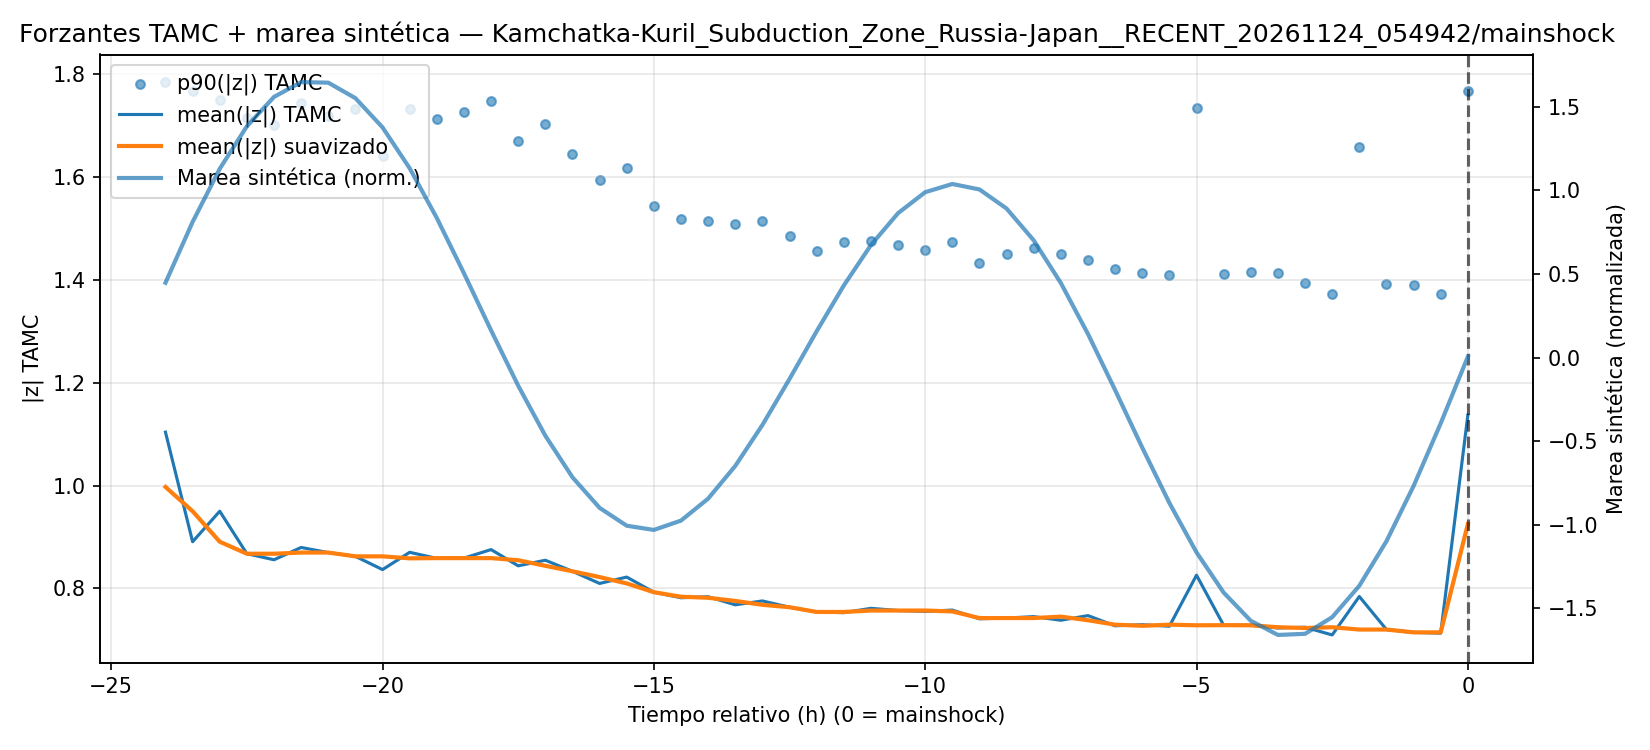 Forzantes TAMC + marea sintética — Kamchatka-Kuril_Subduction_Zone_Russia-Japan__RECENT_20261124_054942/mainshock
p90(|z|) TAMC
mean(|z|) TAMC
mean(|z|) suavizado
Marea sintética (norm.)
1.8
1.6
1.4
1.2
1.0
0.8
|z| TAMC
1.5
1.0
0.5
0.0
−0.5
−1.0
−1.5
Marea sintética (normalizada)
−25
−20
−15
−10
−5
0
Tiempo relativo (h) (0 = mainshock)